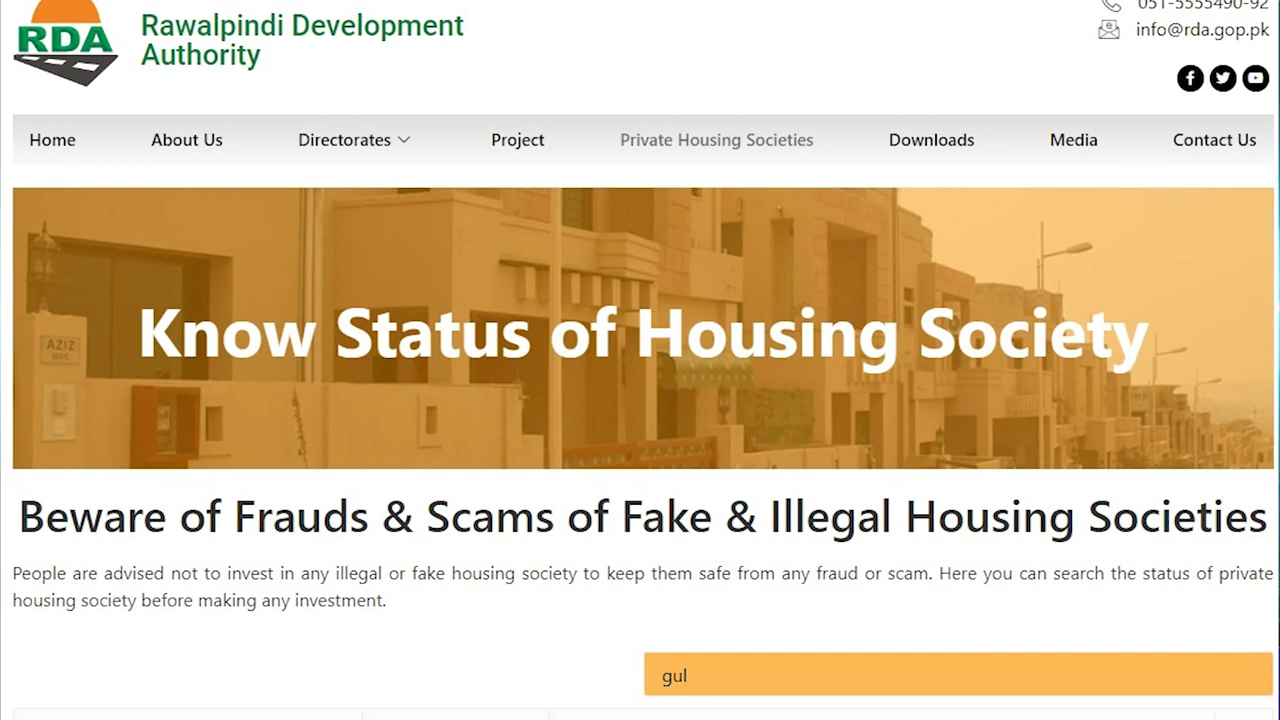 RDA
Rawalpindi Development
Authority
051-5555490-92
info@rda.gop.pk
Home About Us Directorates Project Private Housing Societies Downloads Media Contact Us
AZIZ
Know Status of Housing Society
Beware of Frauds & Scams of Fake & Illegal Housing Societies
People are advised not to invest in any illegal or fake housing society to keep them safe from any fraud or scam. Here you can search the status of private
housing society before making any investment.
gul